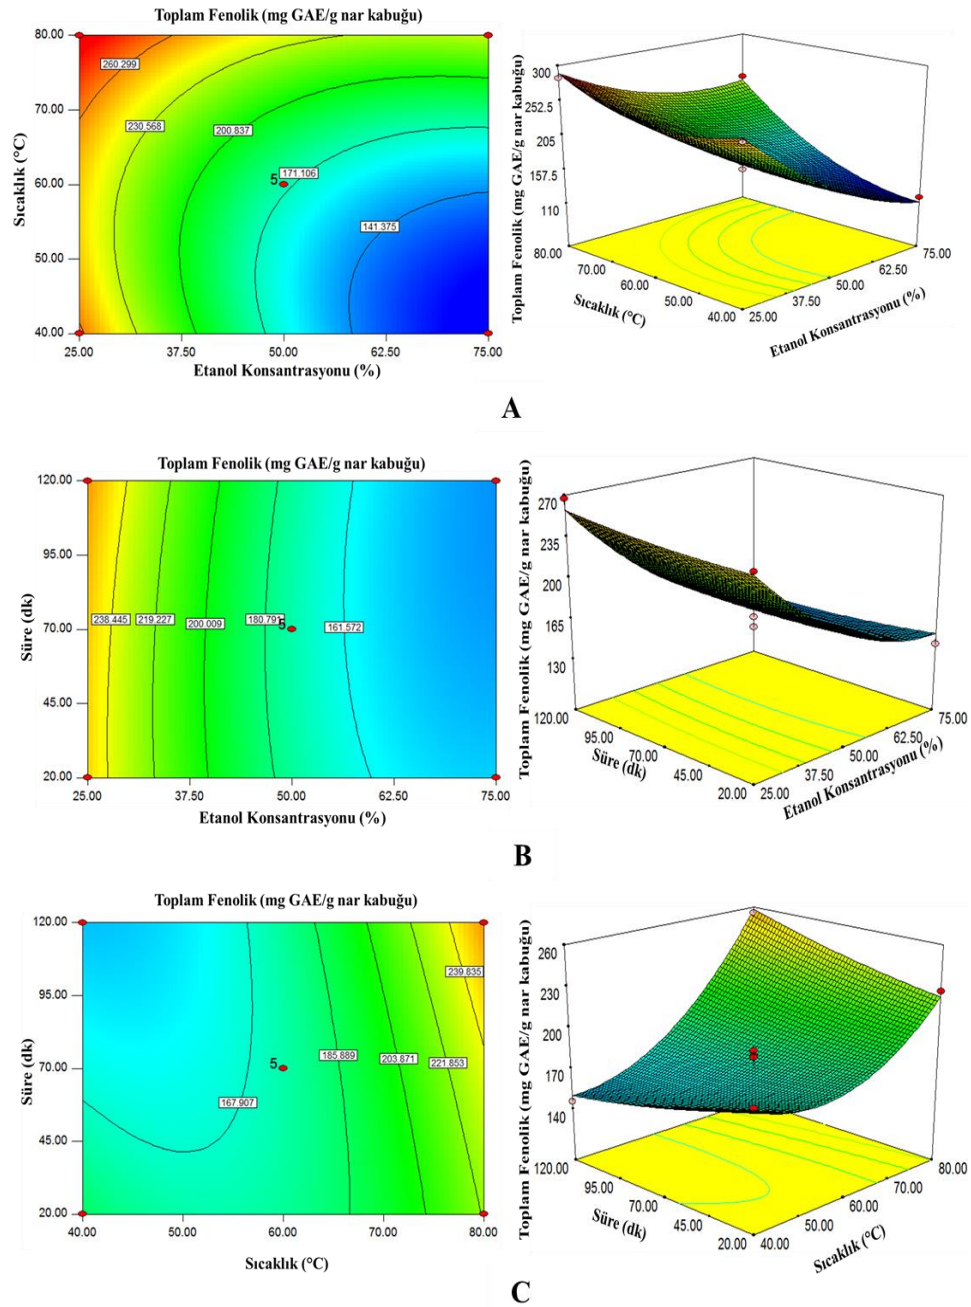 Toplam Fenolik (mg GAE/g nar kabuğu)
80.00
70.00
60.00
50.00
40.00
Sıcaklık (°C)
260.299
230.568
200.837
171.106
5
141.375
25.00 37.50 50.00 62.50 75.00
Etanol Konsantrasyonu (%)
Toplam Fenolik (mg GAE/g nar kabuğu)
300
252.5
205
157.5
110
80.00
70.00
60.00
50.00
40.00
Sıcaklık (°C)
25.00
37.50
50.00
62.50
75.00
Etanol Konsantrasyonu (%)
A
Toplam Fenolik (mg GAE/g nar kabuğu)
120.00
95.00
70.00
45.00
20.00
Süre (dk)
238.445 219.227 200.009 180.791 5 161.572
25.00 37.50 50.00 62.50 75.00
Etanol Konsantrasyonu (%)
Toplam Fenolik (mg GAE/g nar kabuğu)
270
235
200
165
130
120.00
95.00
70.00
45.00
20.00
Süre (dk)
25.00
37.50
50.00
62.50
75.00
Etanol Konsantrasyonu (%)
B
Toplam Fenolik (mg GAE/g nar kabuğu)
120.00
95.00
70.00
45.00
20.00
Süre (dk)
239.835
5
185.889 203.871 221.853
167.907
40.00 50.00 60.00 70.00 80.00
Sıcaklık (°C)
Toplam Fenolik (mg GAE/g nar kabuğu)
260
230
200
170
140
120.00
95.00
70.00
45.00
20.00
Süre (dk)
40.00
50.00
60.00
70.00
80.00
Sıcaklık (°C)
C